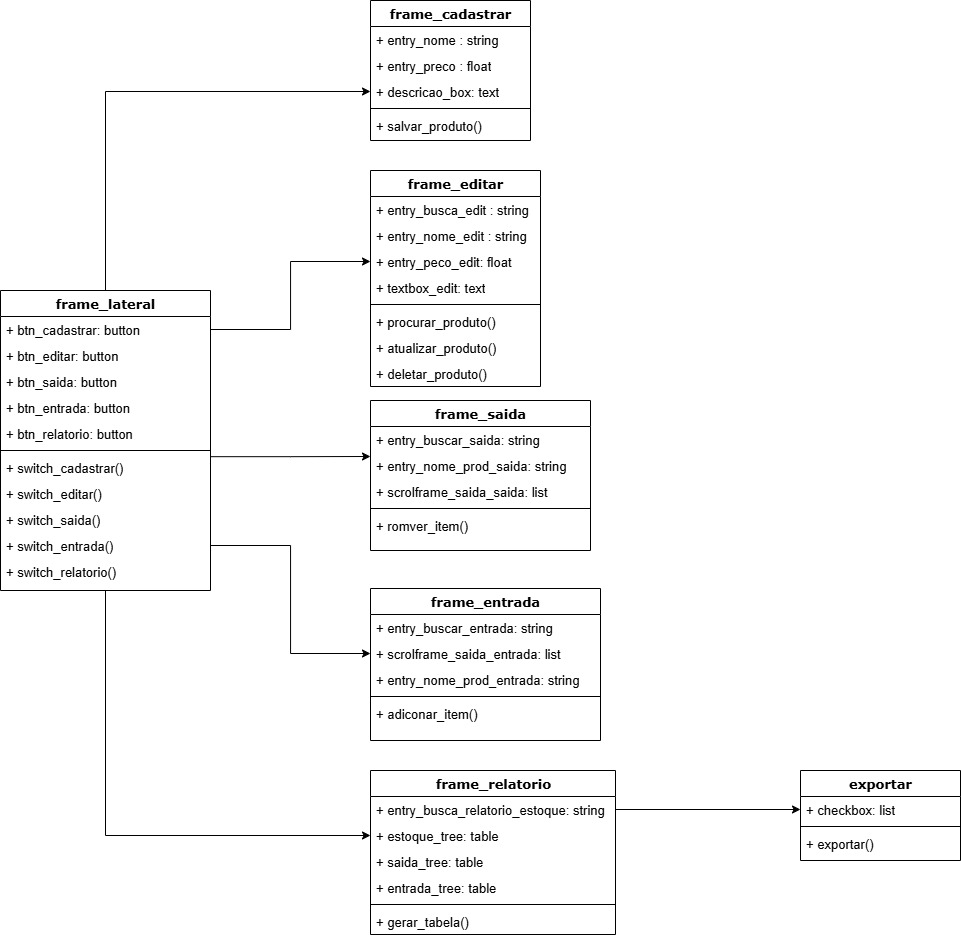 frame_cadastrar
+ entry_nome : string
+ entry_preco : float
+ descricao_box: text
+ salvar_produto()
frame_editar
+ entry_busca_edit : string
+ entry_nome_edit : string
+ entry_peco_edit: float
+ textbox_edit: text
+ procurar_produto()
+ atualizar_produto()
+ deletar_produto()
frame_lateral
+ btn_cadastrar: button
+ btn_editar: button
+ btn_saida: button
+ btn_entrada: button
+ btn_relatorio: button
+ switch_cadastrar()
+ switch_editar()
+ switch_saida()
+ switch_entrada()
+ switch_relatorio()
frame_saida
+ entry_buscar_saida: string
+ entry_nome_prod_saida: string
+ scrolframe_saida_saida: list
+ romver_item()
frame_entrada
+ entry_buscar_entrada: string
+ scrolframe_saida_entrada: list
+ entry_nome_prod_entrada: string
+ adiconar_item()
frame_relatorio
+ entry_busca_relatorio_estoque: string
+ estoque_tree: table
+ saida_tree: table
+ entrada_tree: table
+ gerar_tabela()
exportar
+ checkbox: list
+ exportar()